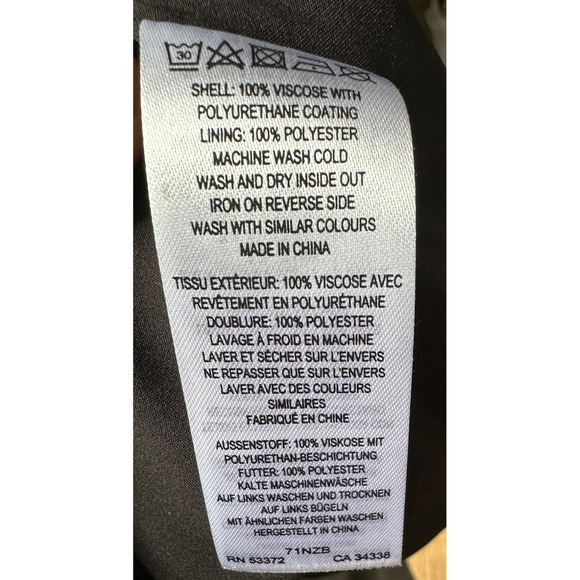 30
SHELL: 100% VISCOSE WITH
POLYURETHANE COATING
LINING: 100% POLYESTER
MACHINE WASH COLD
WASH AND DRY INSIDE OUT
IRON ON REVERSE SIDE
WASH WITH SIMILAR COLOURS
MADE IN CHINA
TISSU EXTÉRIEUR: 100% VISCOSE AVEC
REVÊTEMENT EN POLYURÉTHANE
DOUBLURE: 100% POLYESTER
LAVAGE À FROID EN MACHINE
LAVER ET SÉCHER SUR L'ENVERS
NE REPASSER QUE SUR L'ENVERS
LAVER AVEC DES COULEURS
SIMILAIRES
FABRIQUÉ EN CHINE
AUSSENSTOFF: 100% VISKOSE MIT
POLYURETHAN-BESCHICHTUNG
FUTTER: 100% POLYESTER
KALTE MASCHINENWÄSCHE
AUF LINKS WASCHEN UND TROCKNEN
AUF LINKS BÜGELN
MIT ÄHNLICHEN FARBEN WASCHEN
HERGESTELLT IN CHINA
71NZB
RN 53372 CA 34338